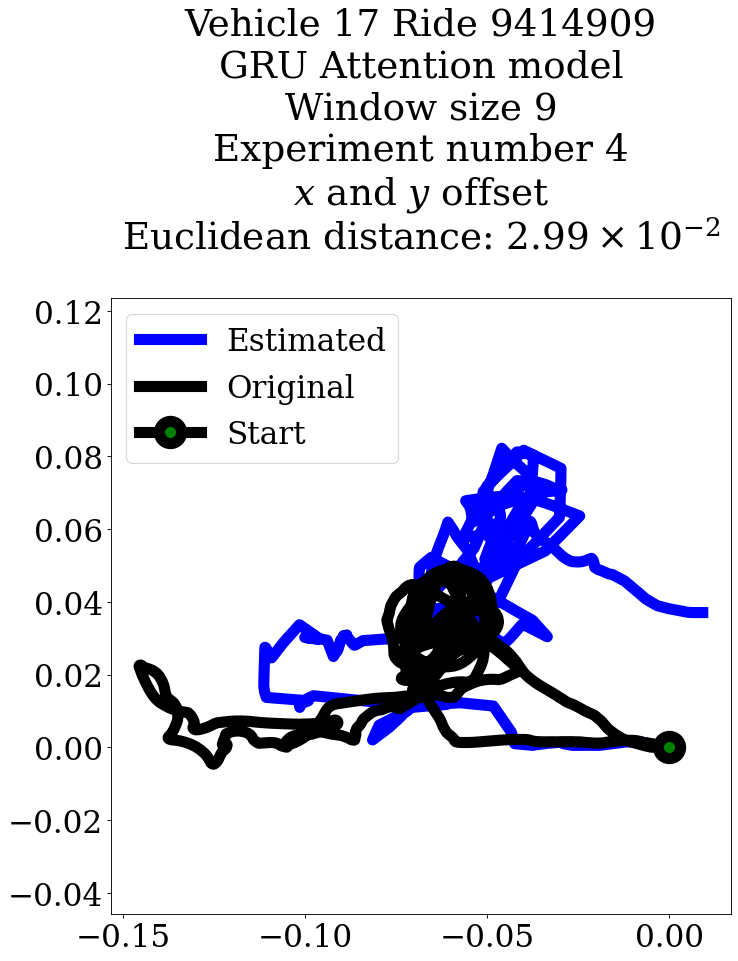 Vehicle 17 Ride 9414909
GRU Attention model
Window size 9
Experiment number 4
x and y offset
Euclidean distance: 2.99 × 10⁻²
Estimated
Original
Start
0.12
0.10
0.08
0.06
0.04
0.02
0.00
−0.02
−0.04
−0.15 −0.10 −0.05 0.00